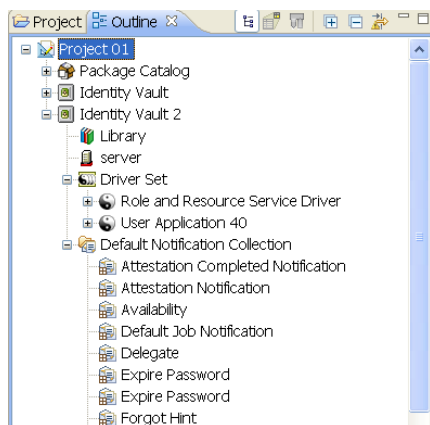 Project Outline
Project 01
Package Catalog
Identity Vault
Identity Vault 2
Library
server
Driver Set
Role and Resource Service Driver
User Application 40
Default Notification Collection
Attestation Completed Notification
Attestation Notification
Availability
Default Job Notification
Delegate
Expire Password
Expire Password
Forgot Hint